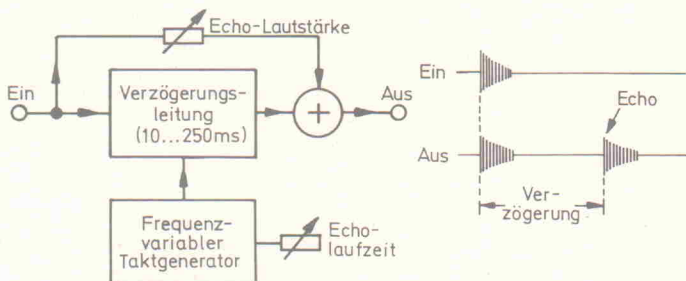 Echo-Lautstärke
Ein
Verzögerungs-
leitung
(10...250ms)
+
Aus
Frequenz-
variabler
Taktgenerator
Echo-
laufzeit
Ein
Echo
Aus
Ver-
zögerung